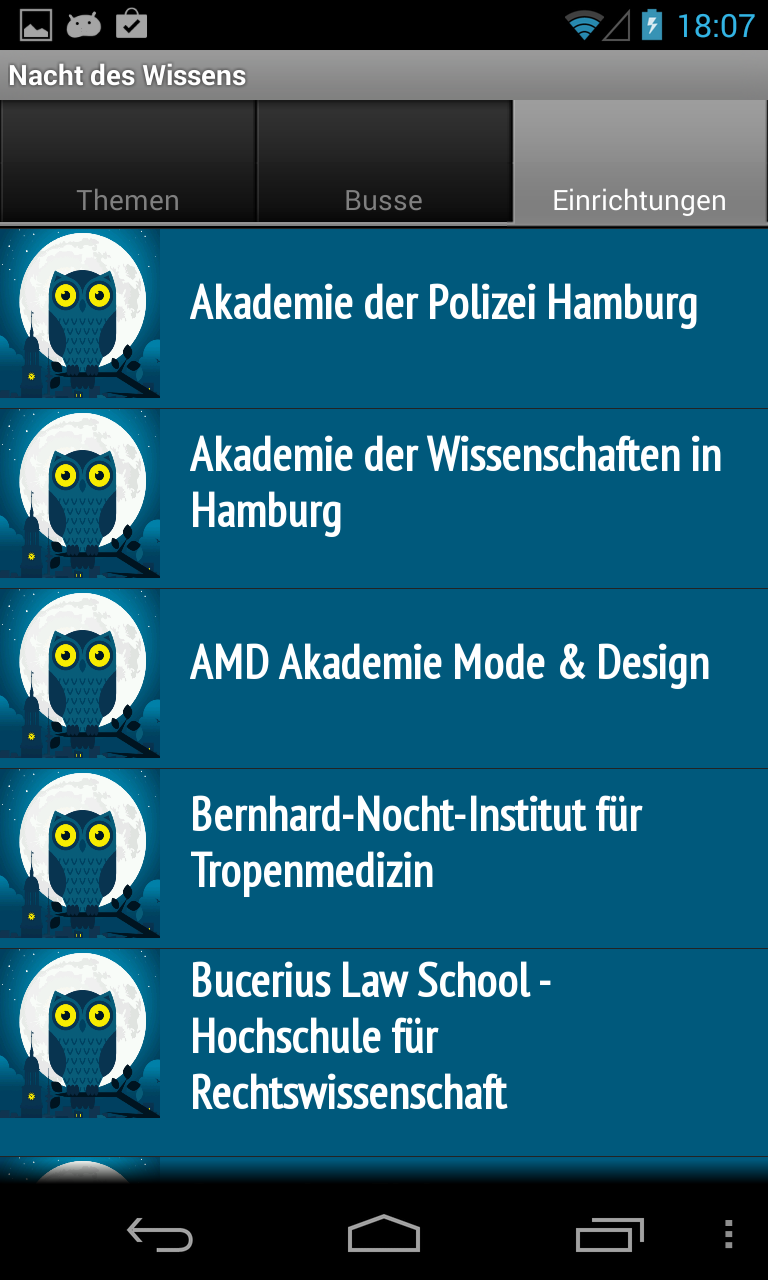 18:07
Nacht des Wissens
Themen
Busse
Einrichtungen
Akademie der Polizei Hamburg
Akademie der Wissenschaften in
Hamburg
AMD Akademie Mode & Design
Bernhard-Nocht-Institut für
Tropenmedizin
Bucerius Law School -
Hochschule für
Rechtswissenschaft